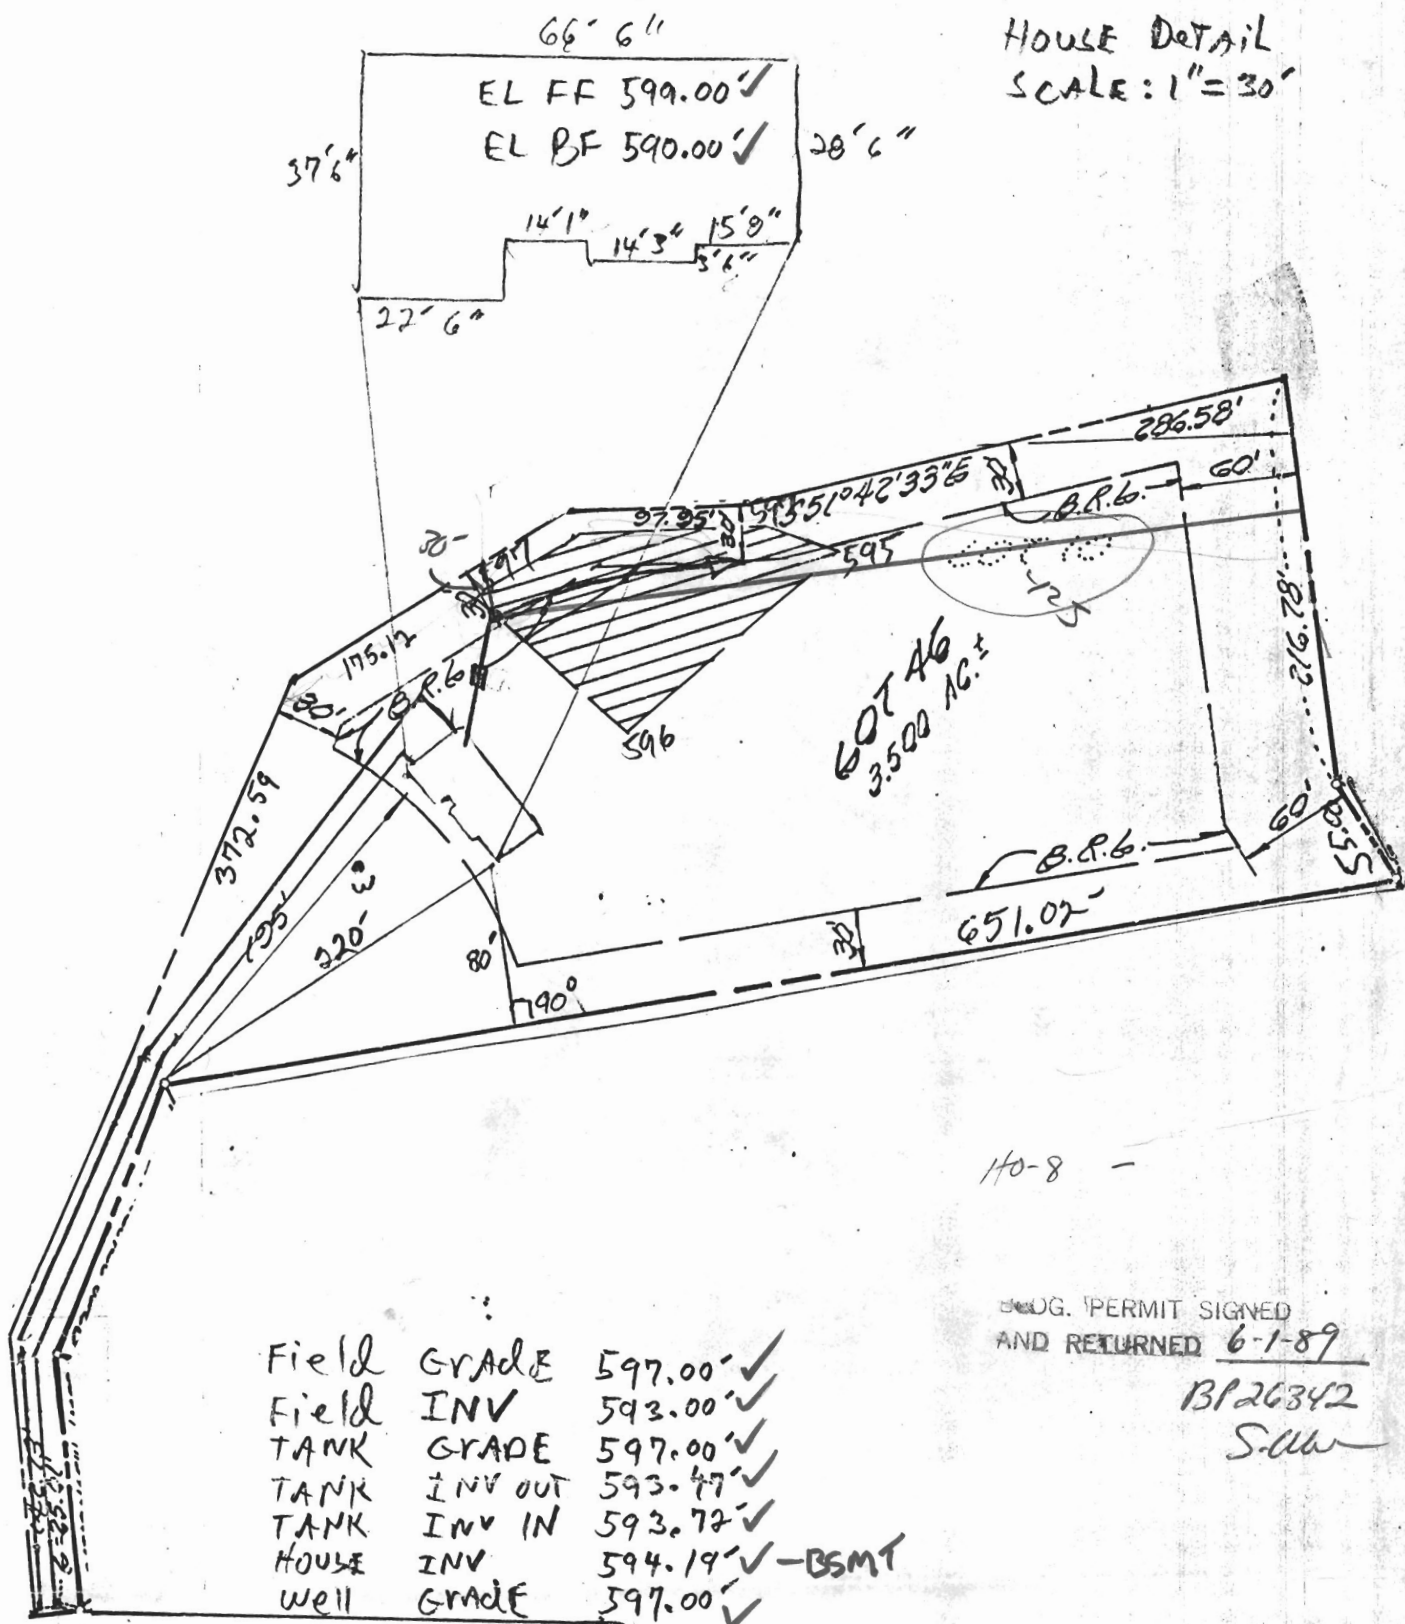 HOUSE DeTAiL
SCALE: 1"= 30'
66' 6"
EL FF 599.00' ✓
EL BF 590.00' ✓
37'6"
28'6"
14'1"
14'3"
15'8"
3'6"
22' 6"
286.58'
60'
30'
B.R.L.
97.95'
S51°42'33"E
595
30'
597
30'
175.12
80'
B.R.L.
596
LOT 46
3.500 AC.±
216.28'
372.59
195'
220'
80'
90°
30'
B.R.L.
651.02'
60'
55.00
HO-8 -
BLDG. PERMIT SIGNED
AND RETURNED 6-1-89
BP26342
Field GrAdE 597.00' ✓
Field INV 593.00' ✓
TANK GrADE 597.00' ✓
TANK INV OUT 593.47' ✓
TANK INV IN 593.72' ✓
HOUSE INV 594.19' ✓ -BSMT
Well GrAdE 597.00' ✓